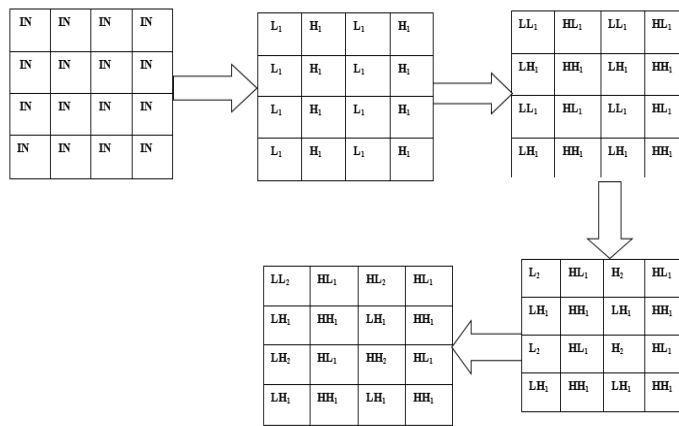 IN IN IN IN
IN IN IN IN
IN IN IN IN
IN IN IN IN
L₁ H₁ L₁ H₁
L₁ H₁ L₁ H₁
L₁ H₁ L₁ H₁
L₁ H₁ L₁ H₁
LL₁ HL₁ LL₁ HL₁
LH₁ HH₁ LH₁ HH₁
LL₁ HL₁ LL₁ HL₁
LH₁ HH₁ LH₁ HH₁
LL₂ HL₁ HL₂ HL₁
LH₁ HH₁ LH₁ HH₁
LH₂ HL₁ HH₂ HL₁
LH₁ HH₁ LH₁ HH₁
L₂ HL₁ H₂ HL₁
LH₁ HH₁ LH₁ HH₁
L₂ HL₁ H₂ HL₁
LH₁ HH₁ LH₁ HH₁